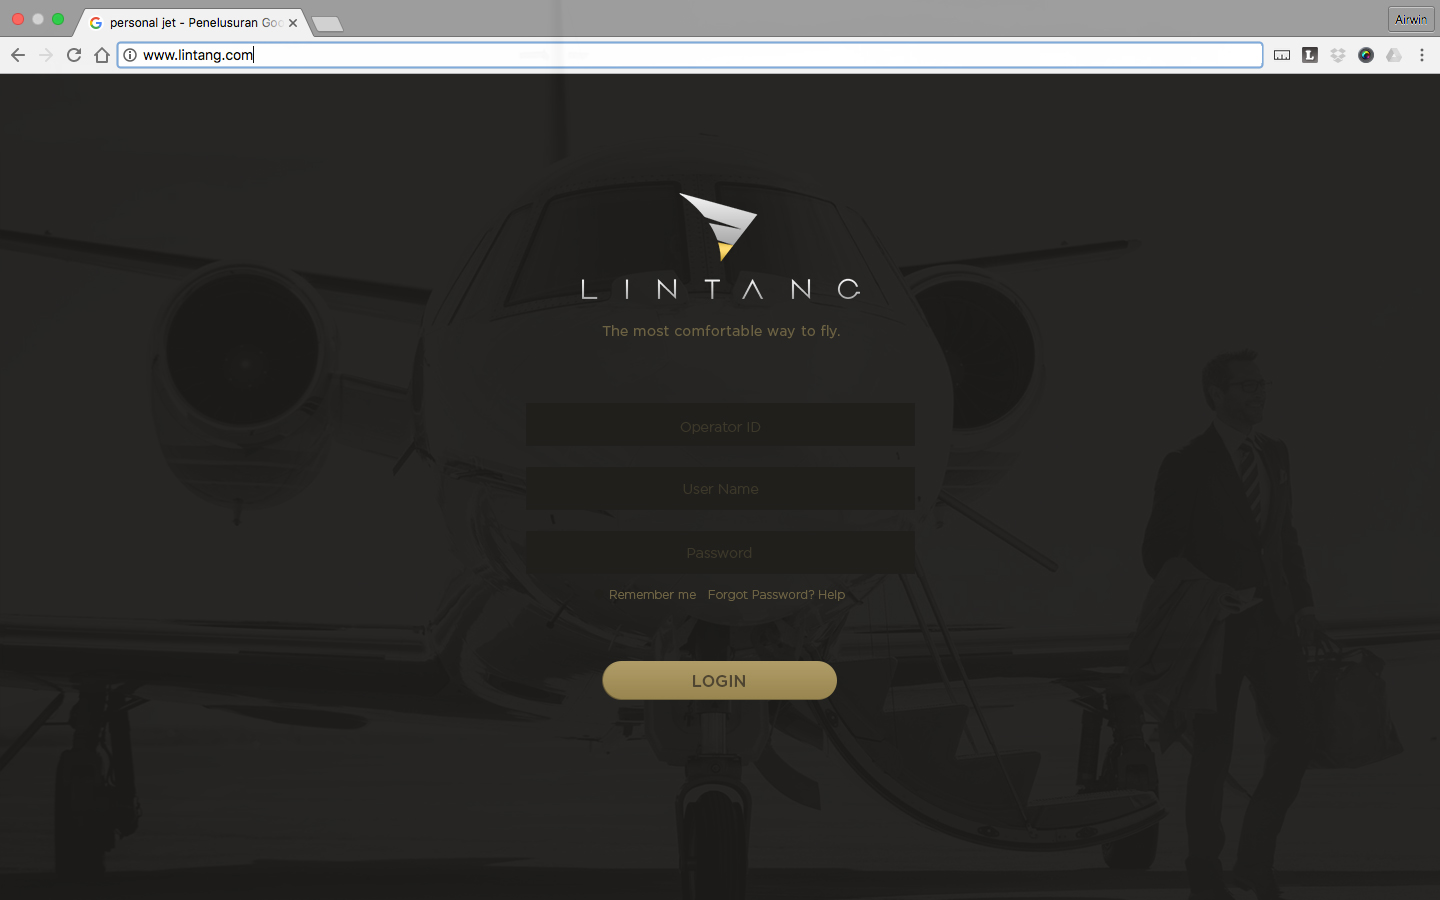 personal jet - Penelusuran Goo
Airwin
www.lintang.com
LINTANG
The most comfortable way to fly.
Operator ID
User Name
Password
Remember me Forgot Password? Help
LOGIN